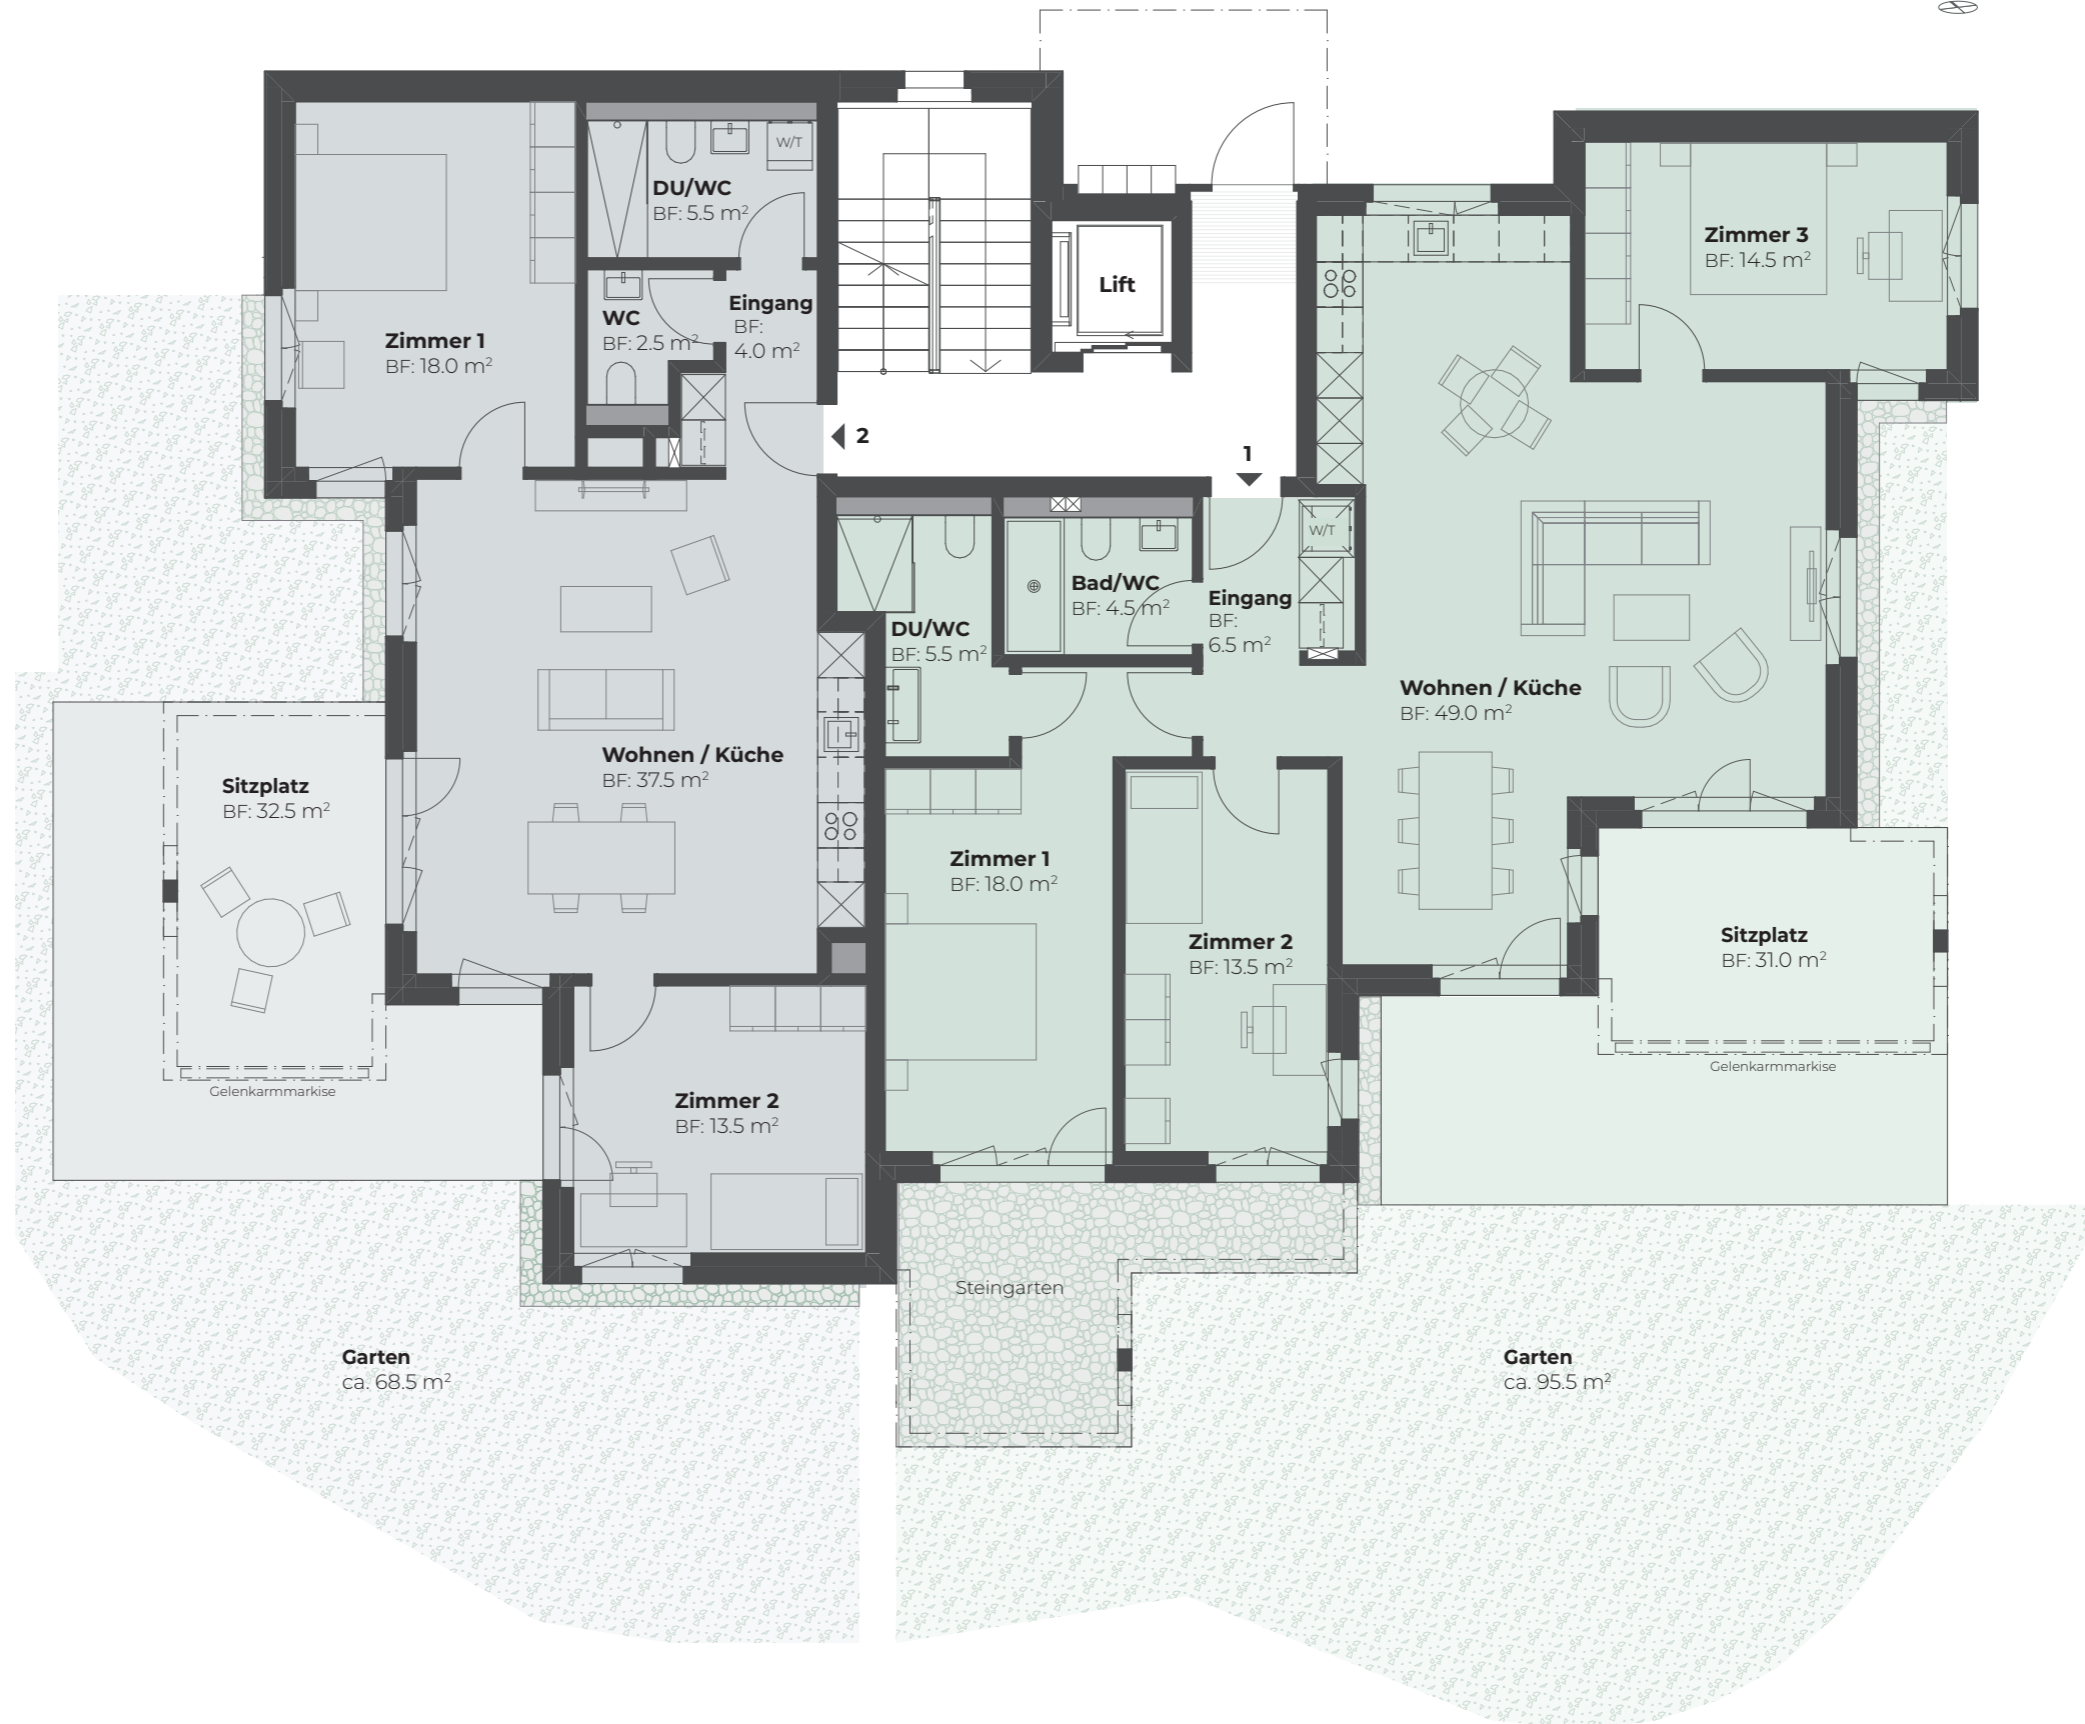 W/T
DU/WC
BF: 5.5 m²
Zimmer 3
BF: 14.5 m²
Lift
Eingang
BF:
4.0 m²
WC
BF: 2.5 m²
Zimmer 1
BF: 18.0 m²
2
1
W/T
Bad/WC
BF: 4.5 m²
Eingang
BF:
6.5 m²
DU/WC
BF: 5.5 m²
Wohnen / Küche
BF: 49.0 m²
Wohnen / Küche
BF: 37.5 m²
Sitzplatz
BF: 32.5 m²
Zimmer 1
BF: 18.0 m²
Zimmer 2
BF: 13.5 m²
Sitzplatz
BF: 31.0 m²
Gelenkarmmarkise
Gelenkarmmarkise
Zimmer 2
BF: 13.5 m²
Steingarten
Garten
ca. 68.5 m²
Garten
ca. 95.5 m²